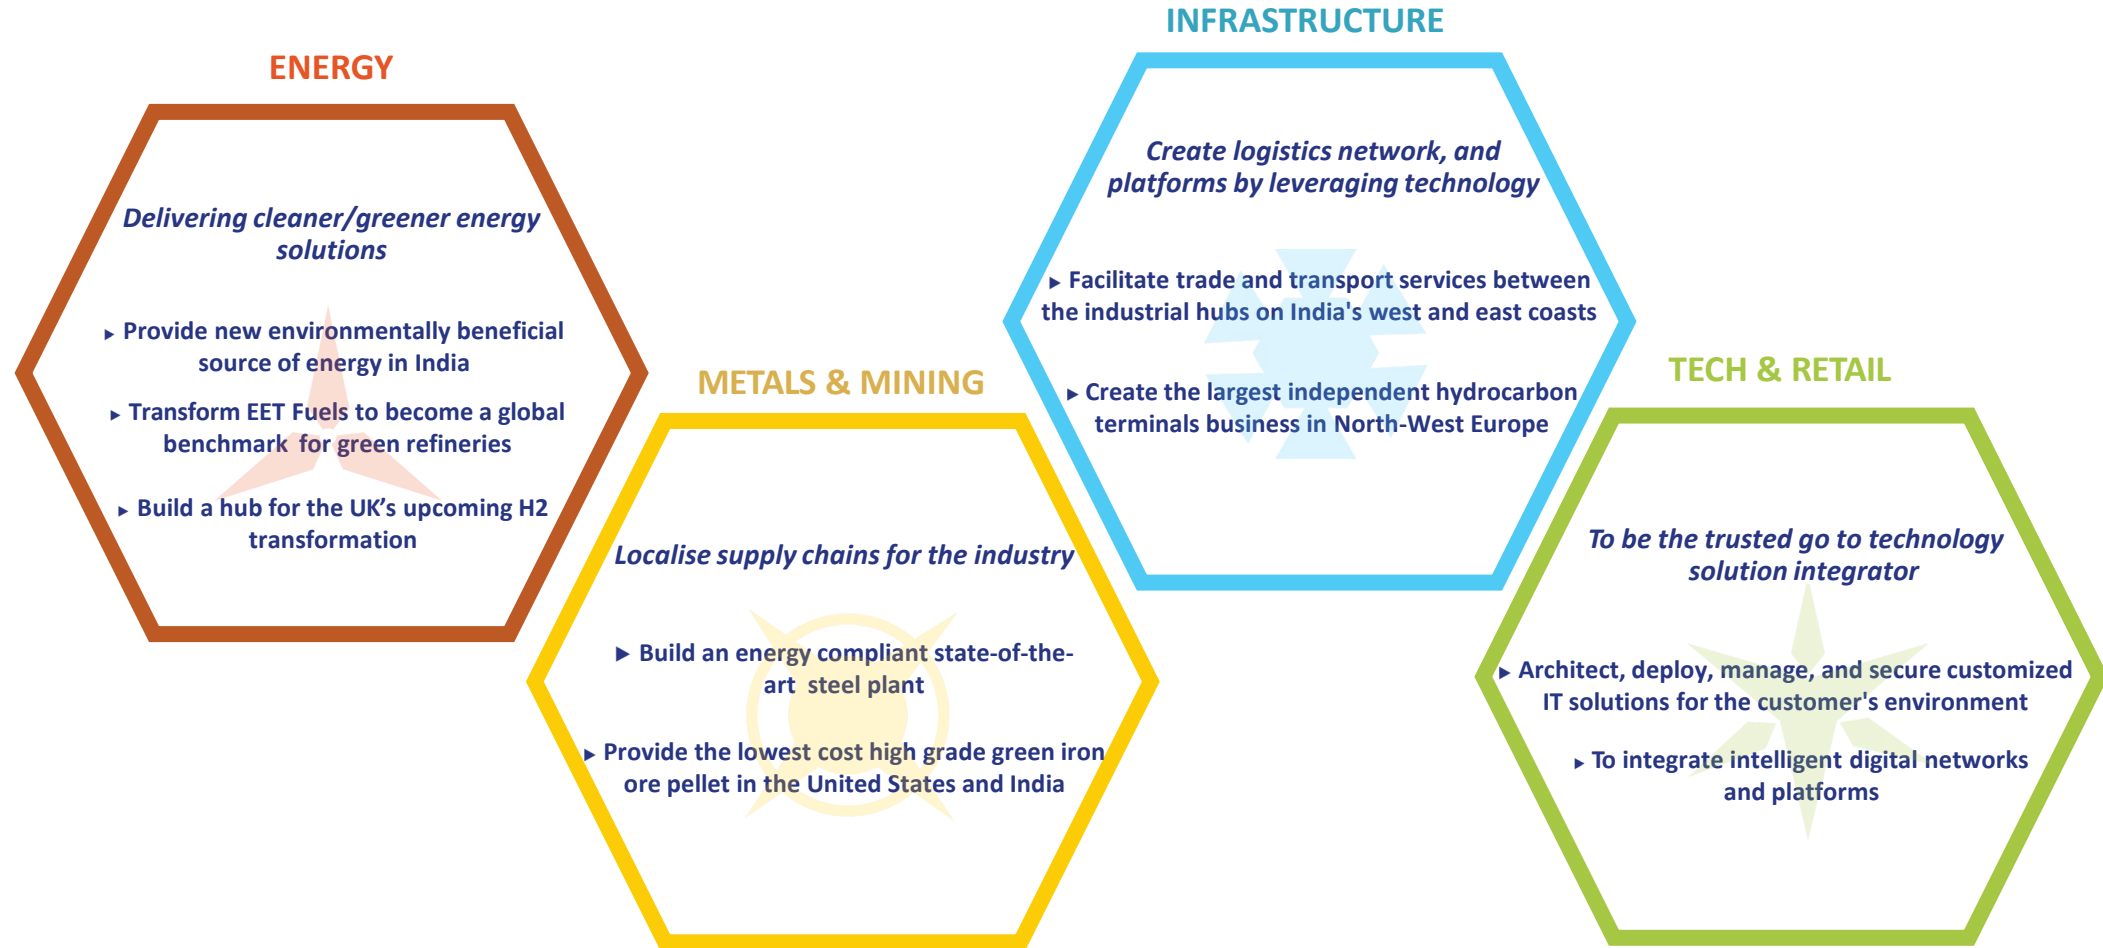 ENERGY
Delivering cleaner/greener energy
solutions
▸ Provide new environmentally beneficial
source of energy in India
▸ Transform EET Fuels to become a global
benchmark for green refineries
▸ Build a hub for the UK’s upcoming H2
transformation
METALS & MINING
Localise supply chains for the industry
▸ Build an energy compliant state-of-the-
art steel plant
▸ Provide the lowest cost high grade green iron
ore pellet in the United States and India
INFRASTRUCTURE
Create logistics network, and
platforms by leveraging technology
▸ Facilitate trade and transport services between
the industrial hubs on India's west and east coasts
▸ Create the largest independent hydrocarbon
terminals business in North-West Europe
TECH & RETAIL
To be the trusted go to technology
solution integrator
▸ Architect, deploy, manage, and secure customized
IT solutions for the customer's environment
▸ To integrate intelligent digital networks
and platforms